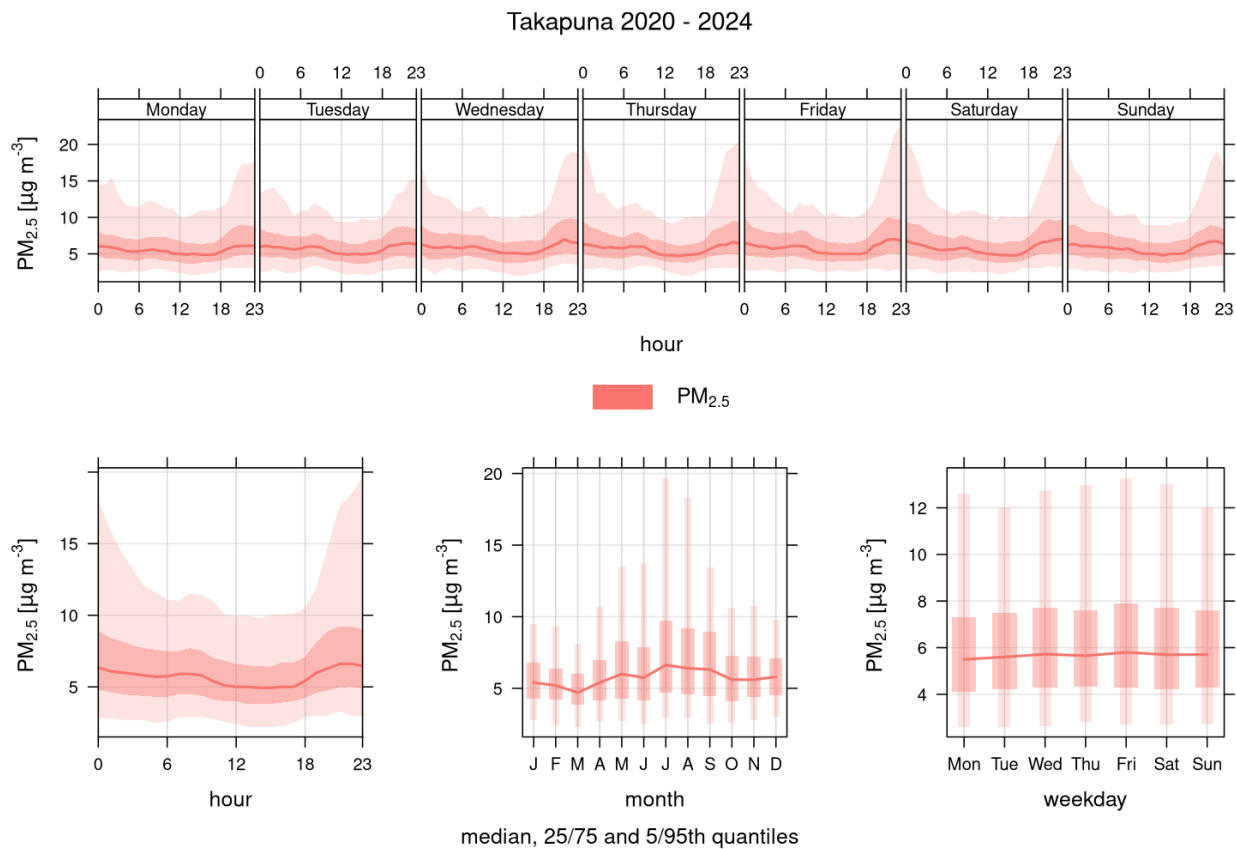 Takapuna 2020 - 2024
0 6 12 18 23 0 6 12 18 23 0 6 12 18 23
Monday Tuesday Wednesday Thursday Friday Saturday Sunday
PM2.5 [µg m-3]
20
15
10
5
0 6 12 18 23 0 6 12 18 23 0 6 12 18 23 0 6 12 18 23
hour
PM2.5
PM2.5 [µg m-3]
15
10
5
0 6 12 23
hour
PM2.5 [µg m-3]
20
15
10
5
J F M A M J J A S O N D
month
PM2.5 [µg m-3]
12
10
8
6
4
Mon Tue Wed Thu Fri Sat Sun
weekday
median, 25/75 and 5/95th quantiles